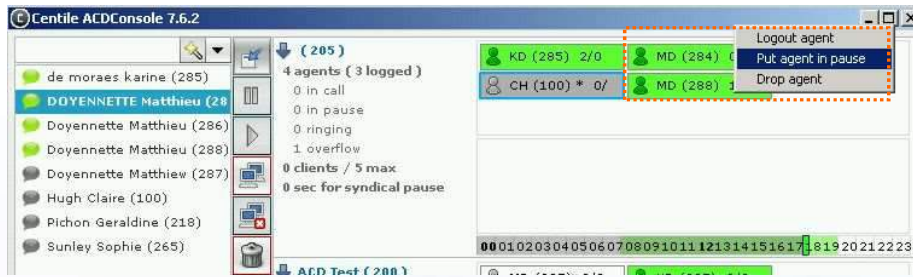 Centile ACDConsole 7.6.2
de moraes karine (285)
DOYENNETTE Matthieu (28
Doyennette Matthieu (286)
Doyennette Matthieu (288)
Doyennette Matthiew (287)
Hugh Claire (100)
Pichon Geraldine (218)
Sunley Sophie (265)
(205)
4 agents ( 3 logged )
0 in call
0 in pause
0 ringing
1 overflow
0 clients / 5 max
0 sec for syndical pause
KD (285) 2/0
MD (284)
CH (100) * 0/
MD (288)
Logout agent
Put agent in pause
Drop agent
000102030405060708091011121314151617181920212223
ACD Test (200)